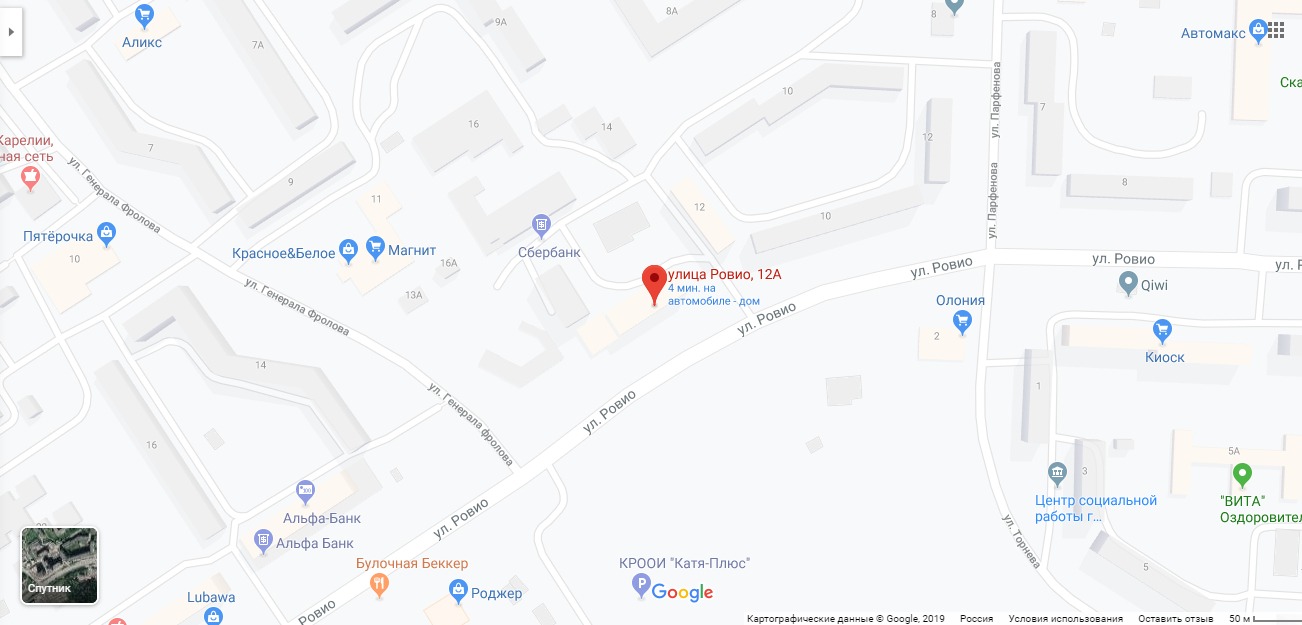 9А
8А
8
Аликс
7А
Автомакс
Ска
ул. Парфенова
10
7
16
14
12
Карелии,
ная сеть
7
ул. Генерала Фролова
9
11
ул. Парфенова
8
12
10
Пятёрочка
10
Красное&Белое
Магнит
Сбербанк
16А
13А
улица Ровио, 12А
4 мин. на
автомобиле - дом
ул. Ровио
ул. Ровио
ул. Р
Qiwi
ул. Генерала Фролова
ул. Ровио
Олония
2
Киоск
14
1
ул. Генерала фролова
ул. Ровио
16
5А
3
"ВИТА"
Оздоровител
Центр социальной
работы г...
Альфа-Банк
Альфа Банк
ул. Ровио
ул. Торнева
5
Булочная Беккер
КРООИ "Катя-Плюс"
P
Google
Роджер
Спутник
Lubawa
Ровио
Картографические данные © Google, 2019 Россия Условия использования Оставить отзыв 50 м